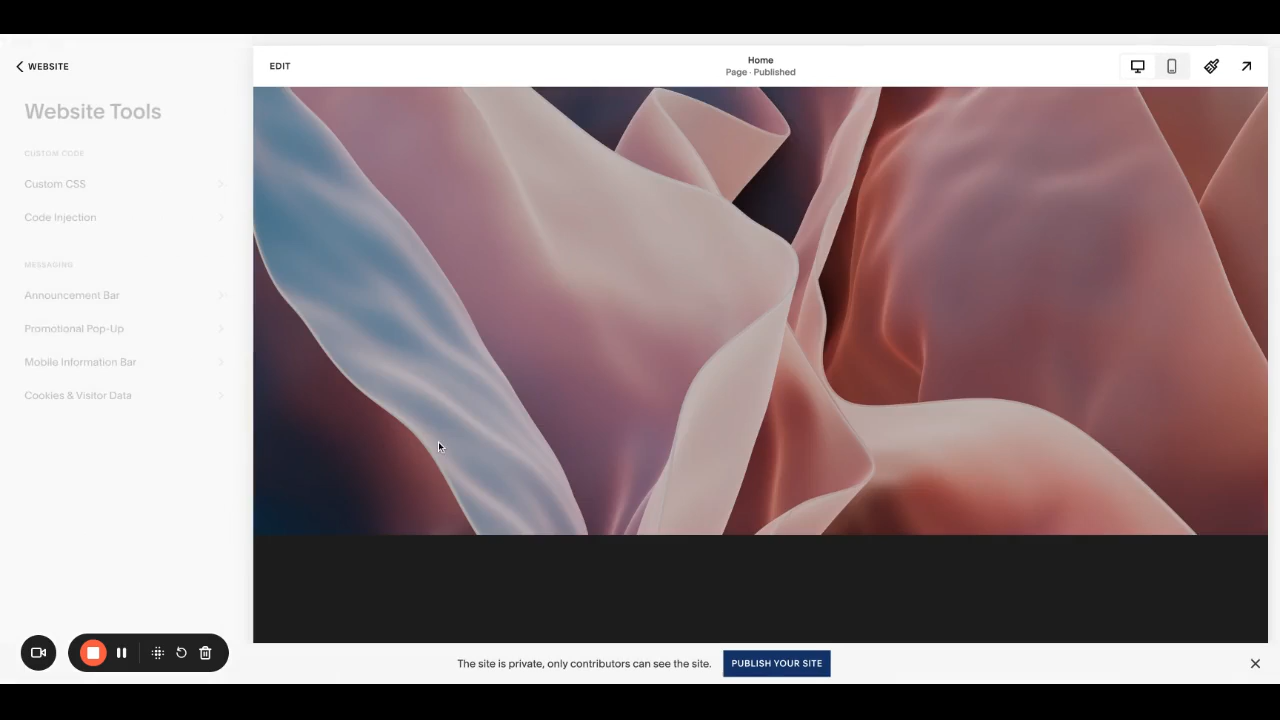 WEBSITE
Website Tools
CUSTOM CODE
Custom CSS
Code Injection
MESSAGING
Announcement Bar
Promotional Pop-Up
Mobile Information Bar
Cookies & Visitor Data
EDIT
Home
Page · Published
The site is private, only contributors can see the site.
PUBLISH YOUR SITE